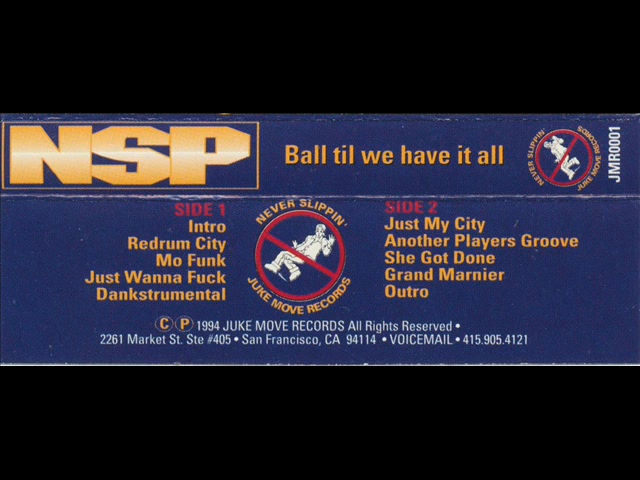 NSP
Ball til we have it all
NEVER SLIPPIN'
JUKE MOVE RECORDS
JMR0001
SIDE 1
Intro
Redrum City
Mo Funk
Just Wanna Fuck
Dankstrumental
NEVER SLIPPIN'
JUKE MOVE RECORDS
SIDE 2
Just My City
Another Players Groove
She Got Done
Grand Marnier
Outro
Ⓒ Ⓟ 1994 JUKE MOVE RECORDS All Rights Reserved •
2261 Market St. Ste #405 • San Francisco, CA 94114 • VOICEMAIL • 415.905.4121